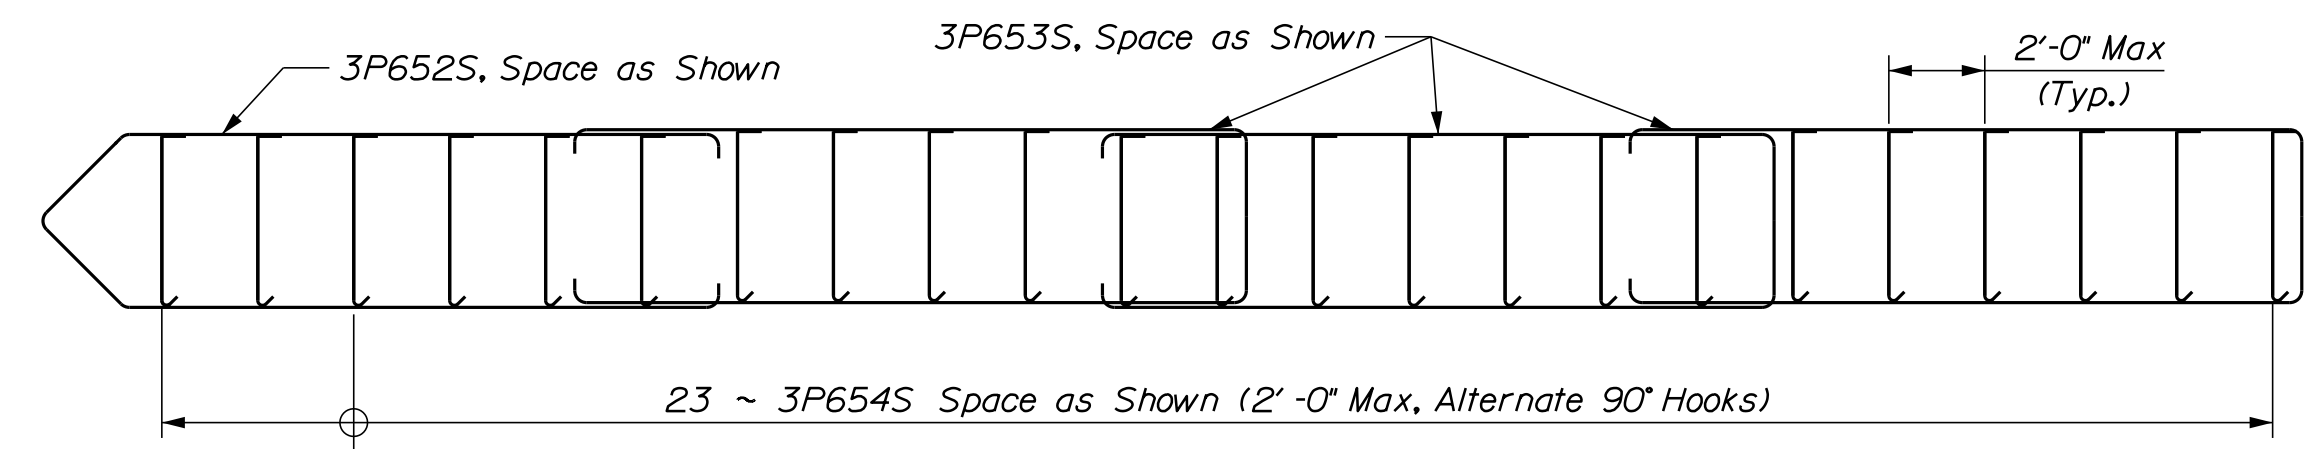 3P653S, Space as Shown
3P652S, Space as Shown
2'-0" Max
(Typ.)
23 ~ 3P654S Space as Shown (2' -0" Max, Alternate 90° Hooks)